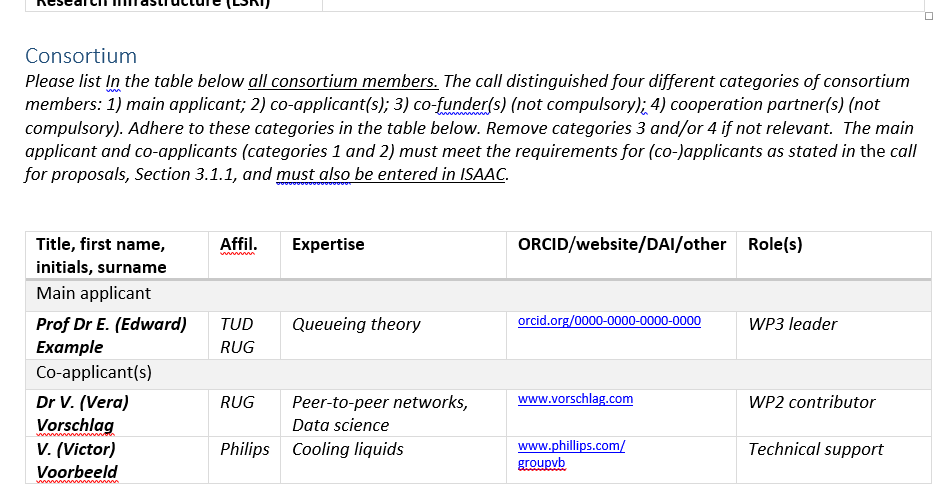 Research Infrastructure (LSRI)
Consortium
Please list In the table below all consortium members. The call distinguished four different categories of consortium
members: 1) main applicant; 2) co-applicant(s); 3) co-funder(s) (not compulsory); 4) cooperation partner(s) (not
compulsory). Adhere to these categories in the table below. Remove categories 3 and/or 4 if not relevant.  The main
applicant and co-applicants (categories 1 and 2) must meet the requirements for (co-)applicants as stated in the call
for proposals, Section 3.1.1, and must also be entered in ISAAC.
Title, first name, Affil. Expertise ORCID/website/DAI/other Role(s)
initials, surname
Main applicant
Prof Dr E. (Edward) TUD Queueing theory orcid.org/0000-0000-0000-0000 WP3 leader
Example RUG
Co-applicant(s)
Dr V. (Vera) RUG Peer-to-peer networks, www.vorschlag.com WP2 contributor
Vorschlag Data science
V. (Victor) Philips Cooling liquids www.phillips.com/ Technical support
Voorbeeld groupvb